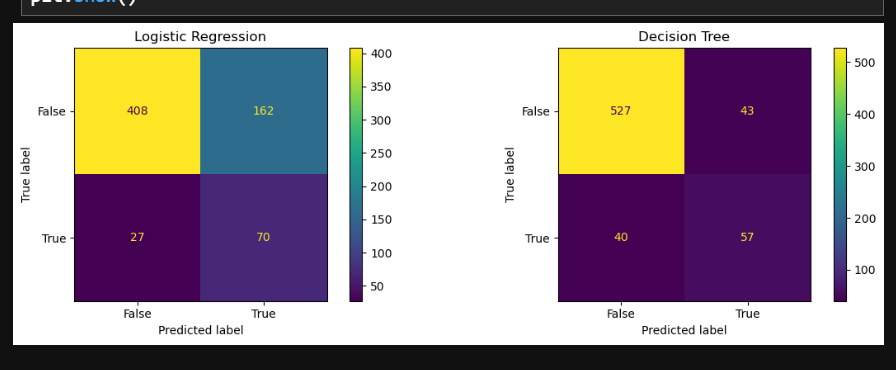 plt.show()
Logistic Regression
False
True
True label
408
162
27
70
False
True
Predicted label
400
350
300
250
200
150
100
50
Decision Tree
False
True
True label
527
43
40
57
False
True
Predicted label
500
400
300
200
100